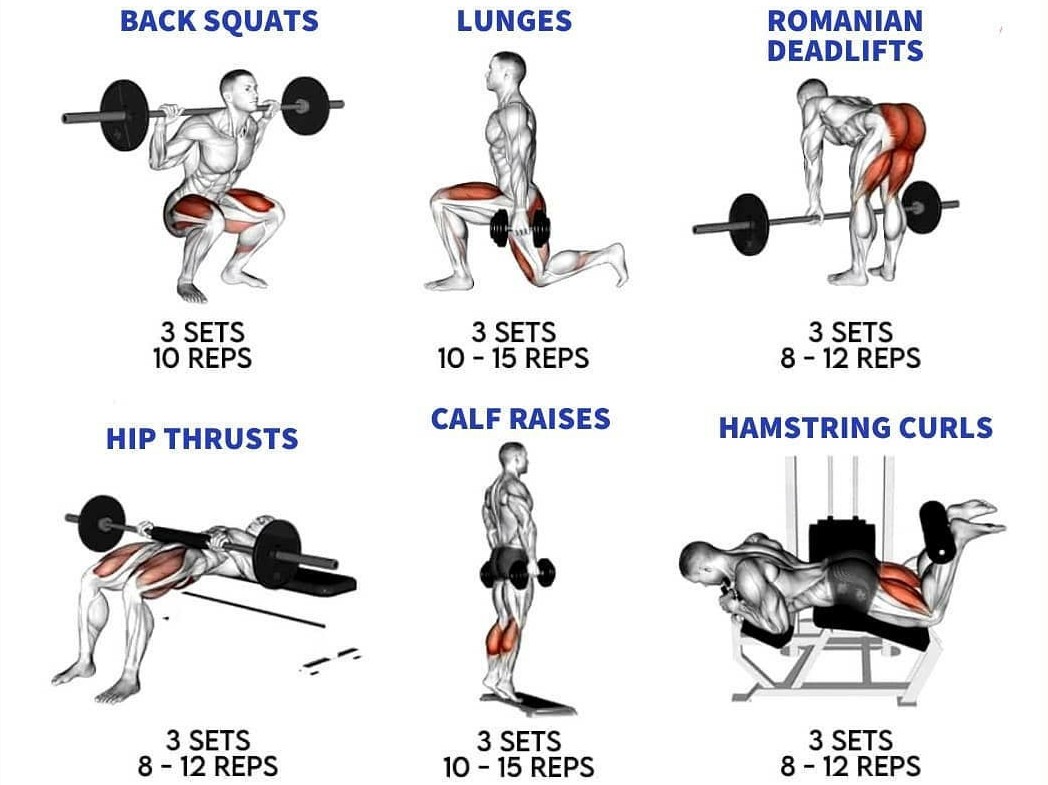 BACK SQUATS
3 SETS
10 REPS
LUNGES
3 SETS
10 - 15 REPS
ROMANIAN
DEADLIFTS
3 SETS
8 - 12 REPS
HIP THRUSTS
3 SETS
8 - 12 REPS
CALF RAISES
3 SETS
10 - 15 REPS
HAMSTRING CURLS
3 SETS
8 - 12 REPS